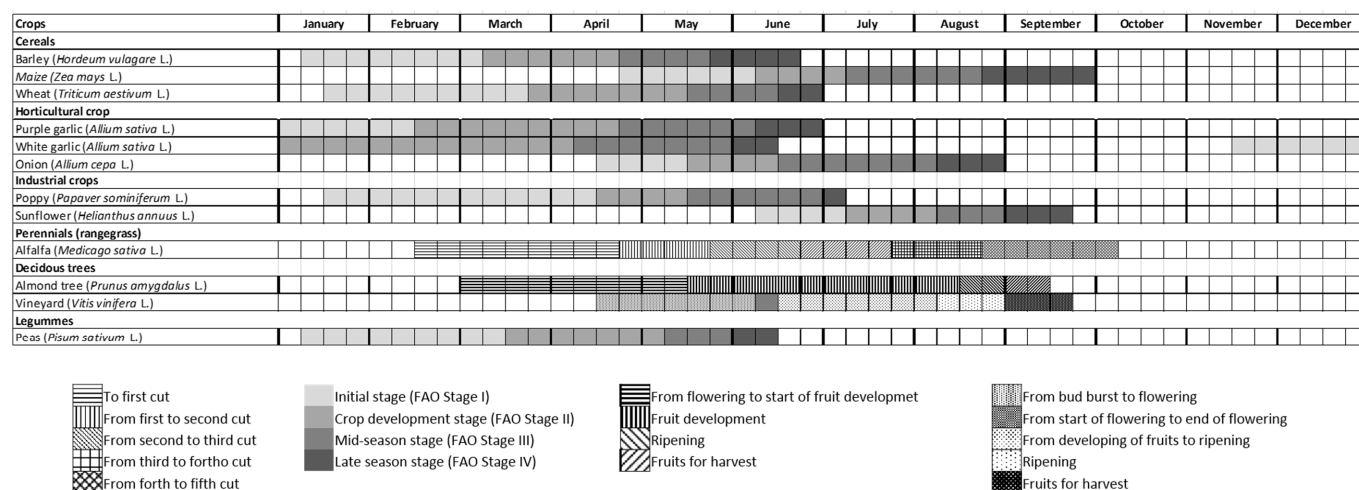 Crops January February March April May June July August September October November December
Cereals
Barley (Hordeum vulagare L.)
Maize (Zea mays L.)
Wheat (Triticum aestivum L.)
Horticultural crop
Purple garlic (Allium sativa L.)
White garlic (Allium sativa L.)
Onion (Allium cepa L.)
Industrial crops
Poppy (Papaver sominiferum L.)
Sunflower (Helianthus annuus L.)
Perennials (rangegrass)
Alfalfa (Medicago sativa L.)
Decidous trees
Almond tree (Prunus amygdalus L.)
Vineyard (Vitis vinifera L.)
Legummes
Peas (Pisum sativum L.)
To first cut
From first to second cut
From second to third cut
From third to fortho cut
From forth to fifth cut
Initial stage (FAO Stage I)
Crop development stage (FAO Stage II)
Mid-season stage (FAO Stage III)
Late season stage (FAO Stage IV)
From flowering to start of fruit developmet
Fruit development
Ripening
Fruits for harvest
From bud burst to flowering
From start of flowering to end of flowering
From developing of fruits to ripening
Ripening
Fruits for harvest